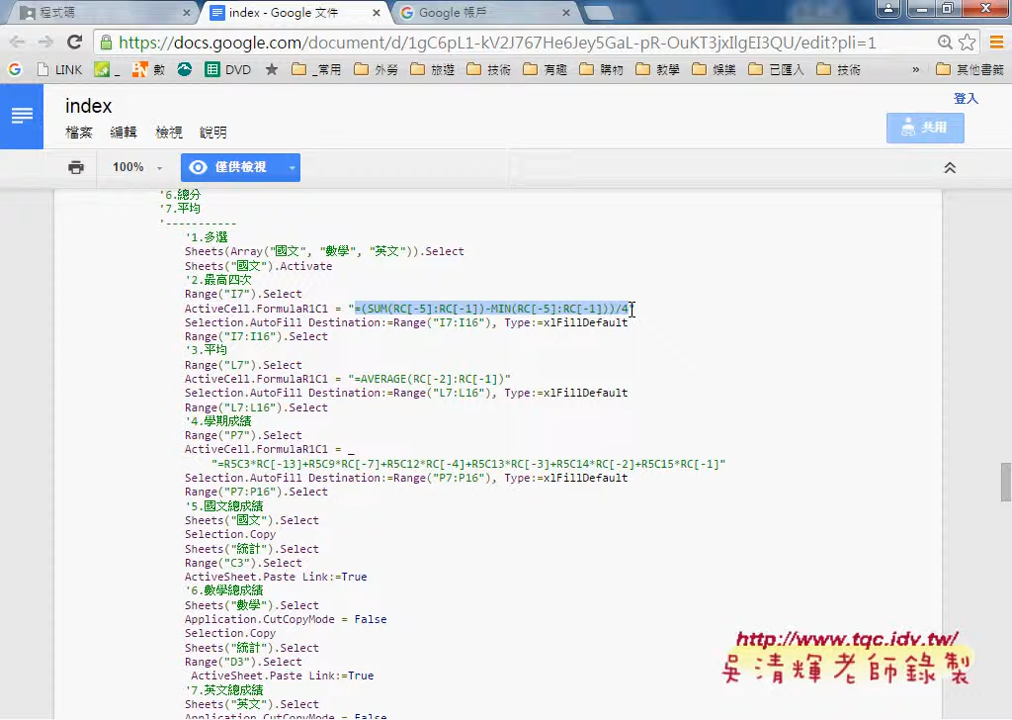 程式碼
index - Google 文件
Google 帳戶
https://docs.google.com/document/d/1gC6pL1-kV2J767He6Jey5GaL-pR-OuKT3jxIlgEI3QU/edit?pli=1
LINK
數
DVD
_常用
外勞
旅遊
技術
有趣
購物
教學
娛樂
已匯入
技術
»
其他書籤
index
登入
檔案 編輯 檢視 說明
共用
100%
僅供檢視
'6.總分
'7.平均
'-----------
'1.多選
Sheets(Array("國文", "數學", "英文")).Select
Sheets("國文").Activate
'2.最高四次
Range("I7").Select
ActiveCell.FormulaR1C1 = "=(SUM(RC[-5]:RC[-1])-MIN(RC[-5]:RC[-1]))/4"
Selection.AutoFill Destination:=Range("I7:I16"), Type:=xlFillDefault
Range("I7:I16").Select
'3.平均
Range("L7").Select
ActiveCell.FormulaR1C1 = "=AVERAGE(RC[-2]:RC[-1])"
Selection.AutoFill Destination:=Range("L7:L16"), Type:=xlFillDefault
Range("L7:L16").Select
'4.學期成績
Range("P7").Select
ActiveCell.FormulaR1C1 = _
"=R5C3*RC[-13]+R5C9*RC[-7]+R5C12*RC[-4]+R5C13*RC[-3]+R5C14*RC[-2]+R5C15*RC[-1]"
Selection.AutoFill Destination:=Range("P7:P16"), Type:=xlFillDefault
Range("P7:P16").Select
'5.國文總成績
Sheets("國文").Select
Selection.Copy
Sheets("統計").Select
Range("C3").Select
ActiveSheet.Paste Link:=True
'6.數學總成績
Sheets("數學").Select
Application.CutCopyMode = False
Selection.Copy
Sheets("統計").Select
Range("D3").Select
ActiveSheet.Paste Link:=True
'7.英文總成績
Sheets("英文").Select
Application.CutCopyMode = False
http://www.tqc.idv.tw/
吳清輝老師錄製